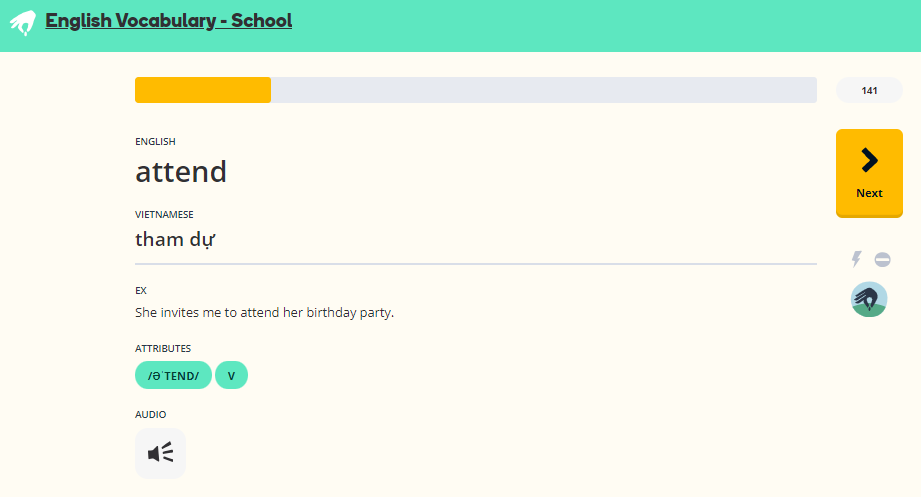 English Vocabulary - School
141
ENGLISH
attend
Next
VIETNAMESE
tham dự
EX
She invites me to attend her birthday party.
ATTRIBUTES
/ƏˈTEND/ V
AUDIO